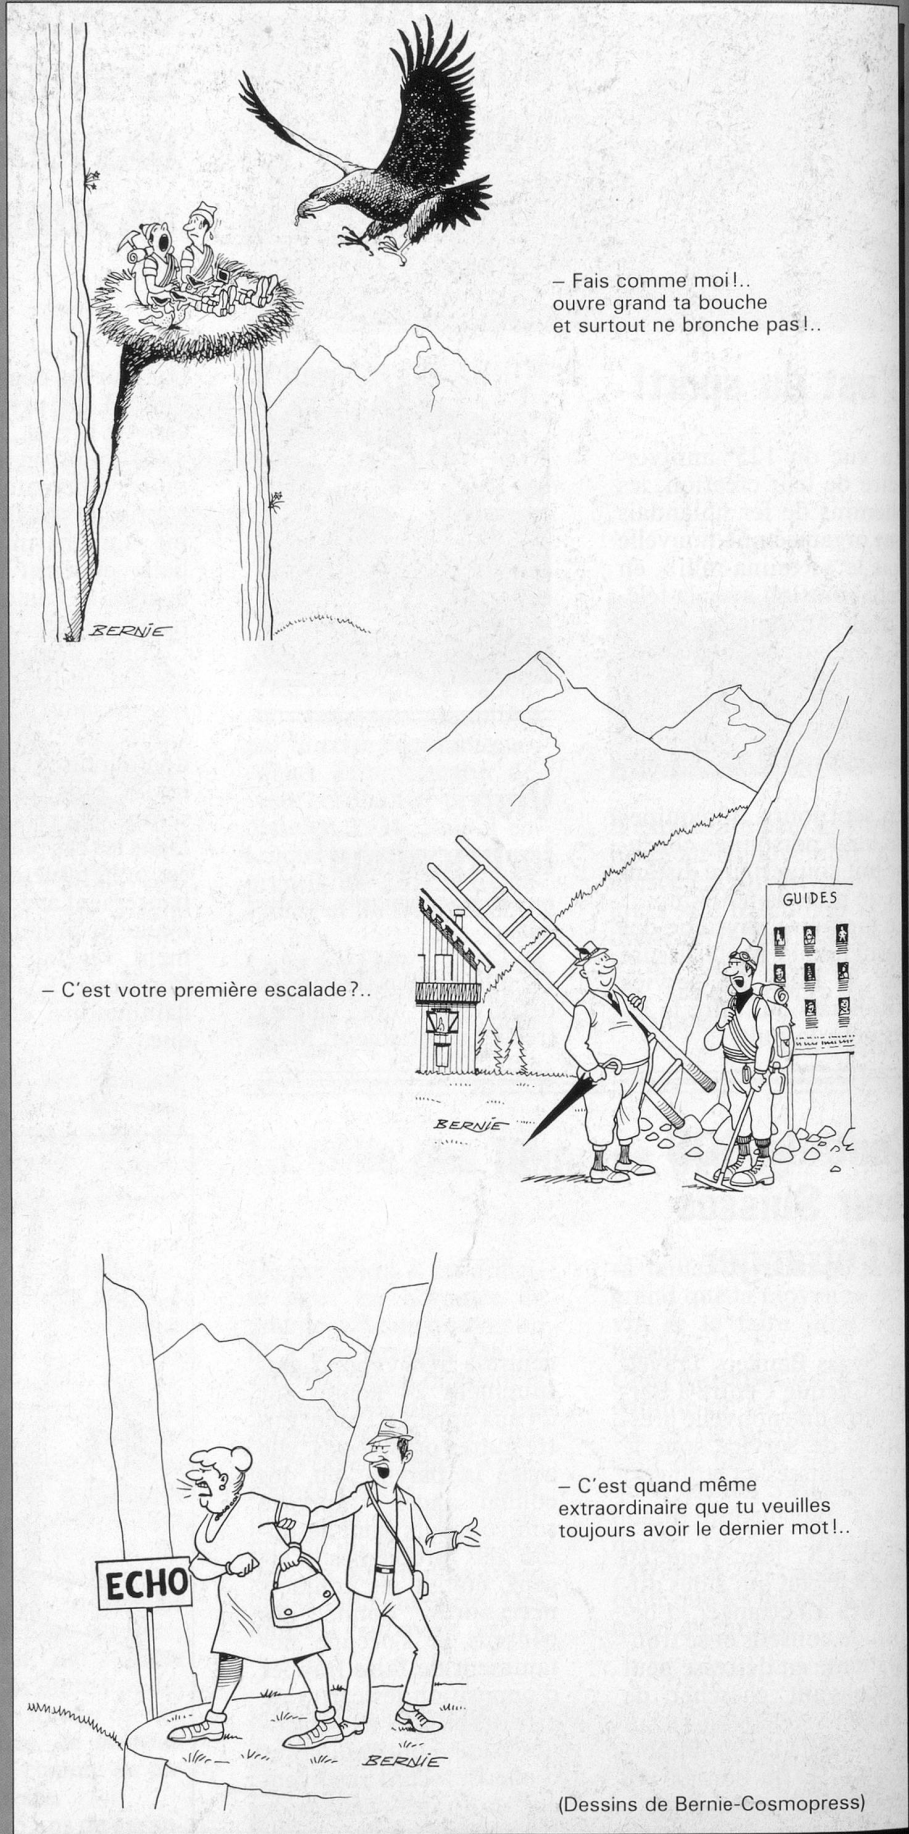 – Fais comme moi!..
ouvre grand ta bouche
et surtout ne bronche pas!..
BERNIE
GUIDES
– C'est votre première escalade?..
BERNIE
– C'est quand même
extraordinaire que tu veuilles
toujours avoir le dernier mot!..
ECHO
BERNIE
(Dessins de Bernie-Cosmopress)